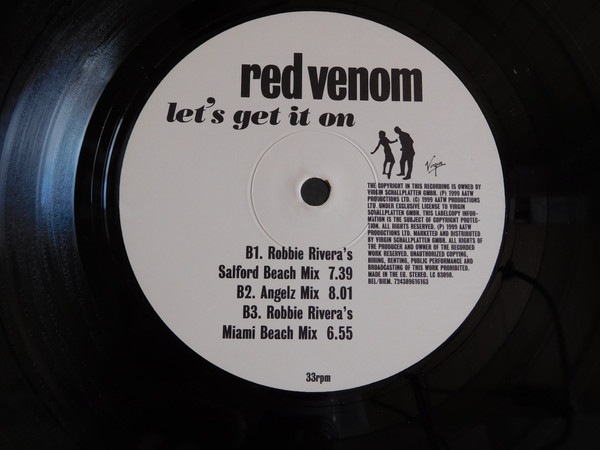 red venom
let's get it on
Virgin
THE COPYRIGHT IN THIS RECORDING IS OWNED BY
VIRGIN SCHALLPLATTEN GMBH. (P) 1999 AATW
PRODUCTIONS LTD. (C) 1999 AATW PRODUCTIONS
LTD. UNDER EXCLUSIVE LICENSE TO VIRGIN
SCHALLPLATTEN GMBH. THIS LABELCOPY INFOR-
MATION IS THE SUBJECT OF COPYRIGHT PROTEC-
TION. ALL RIGHTS RESERVED. (P) 1999 AATW
PRODUCTIONS LTD. MARKETED AND DISTRIBUTED
BY VIRGIN SCHALLPLATTEN GMBH. ALL RIGHTS OF
THE PRODUCER AND OWNER OF THE RECORDED
WORK RESERVED. UNAUTHORIZED COPYING,
HIRING, RENTING, PUBLIC PERFORMANCE AND
BROADCASTING OF THIS WORK PROHIBITED.
MADE IN THE EU. STEREO. LC 03098.
BEL/BIEM. 724389616163
B1. Robbie Rivera's
Salford Beach Mix 7.39
B2. Angelz Mix 8.01
B3. Robbie Rivera's
Miami Beach Mix 6.55
33rpm